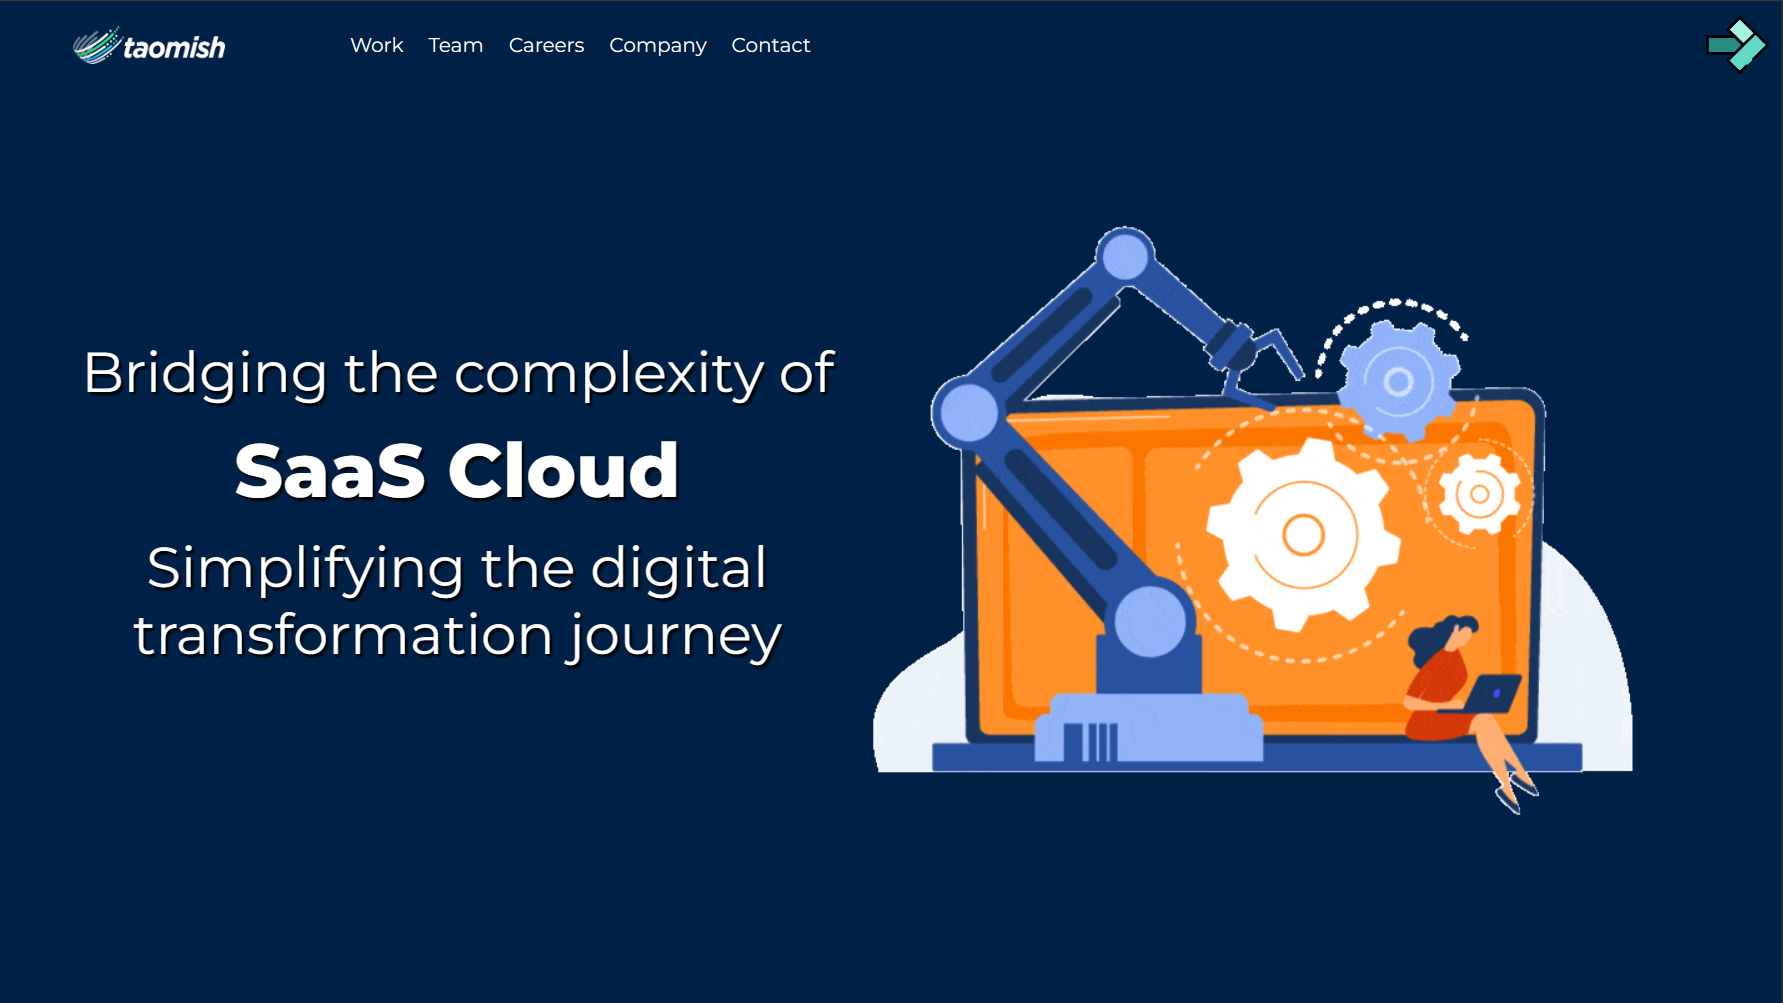 taomish
Work Team Careers Company Contact
Bridging the complexity of
SaaS Cloud
Simplifying the digital
transformation journey